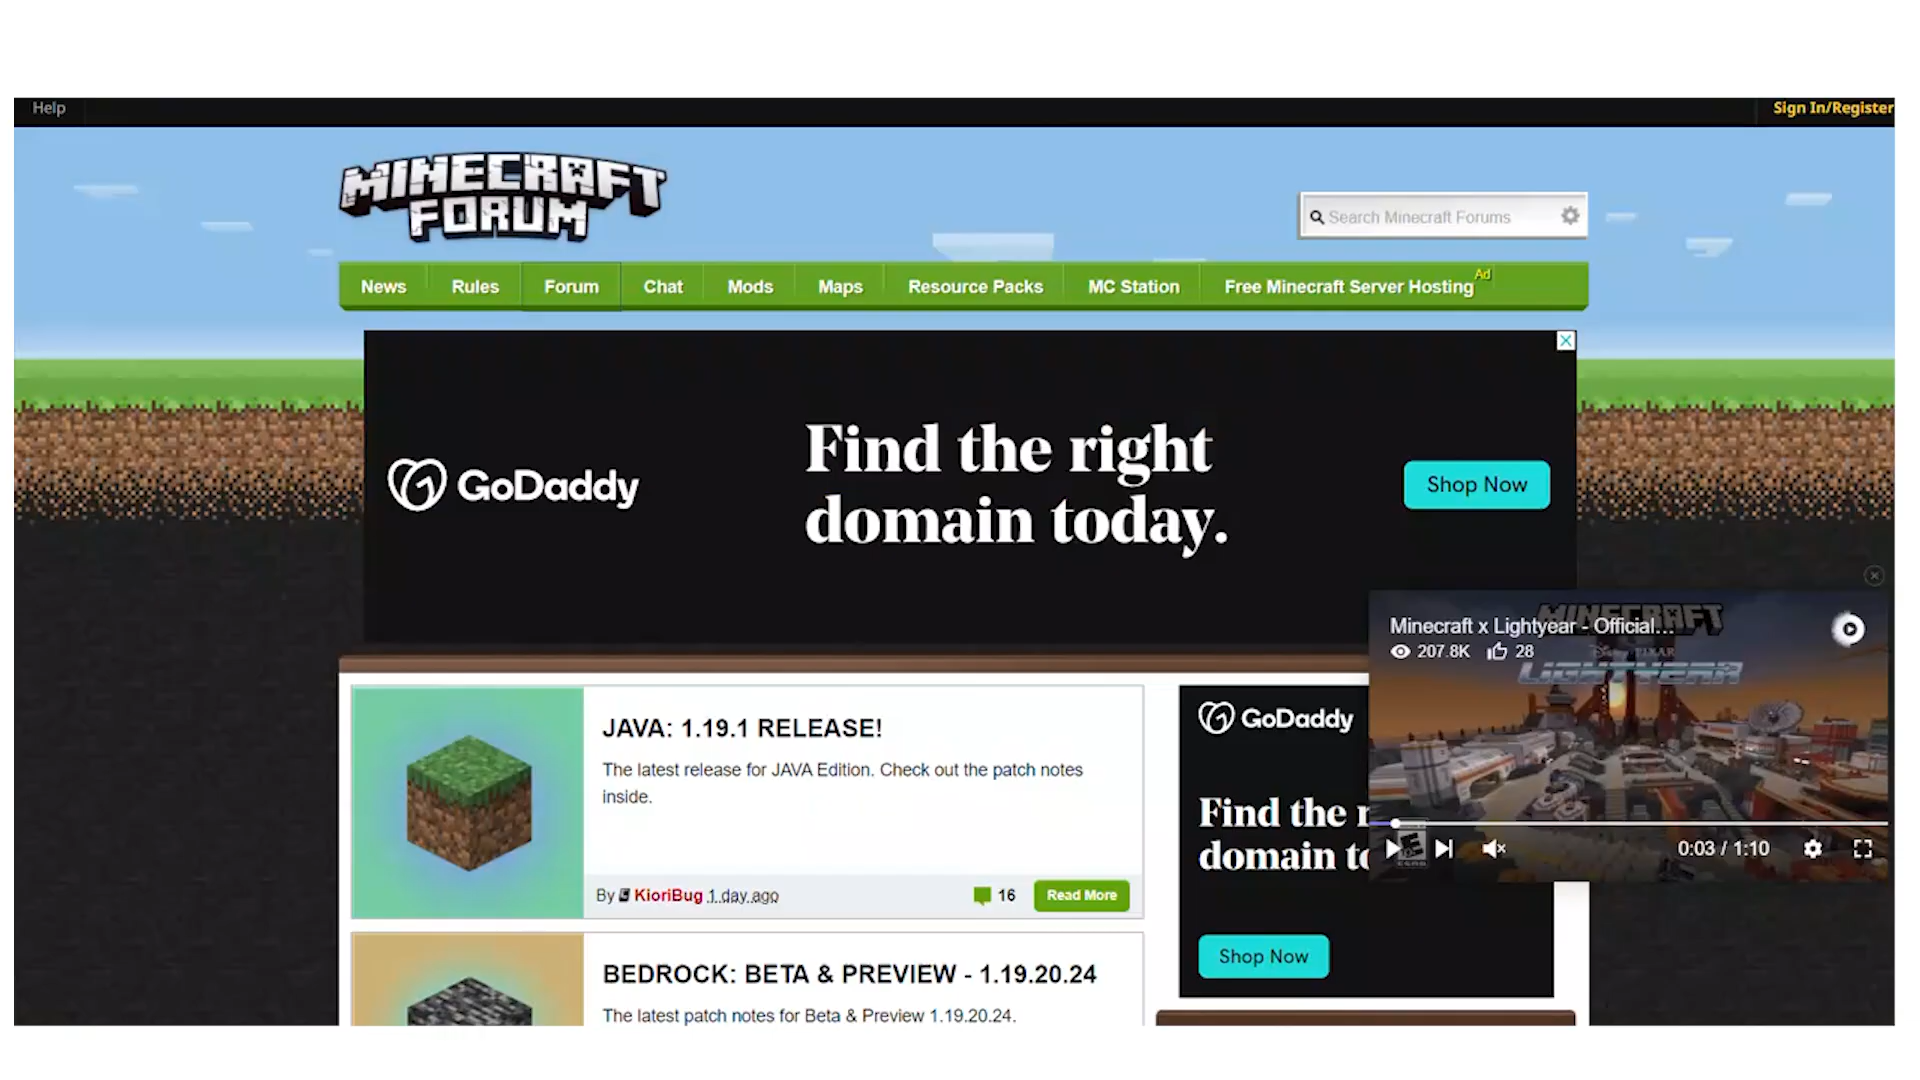 Help
Sign In/Register
MINECRAFT
FORUM
Search Minecraft Forums
News Rules Forum Chat Mods Maps Resource Packs MC Station Free Minecraft Server Hosting Ad
GoDaddy
Find the right
domain today.
Shop Now
JAVA: 1.19.1 RELEASE!
The latest release for JAVA Edition. Check out the patch notes
inside.
By KioriBug 1 day ago
16
Read More
BEDROCK: BETA & PREVIEW - 1.19.20.24
The latest patch notes for Beta & Preview 1.19.20.24.
GoDaddy
Find the
domain
Shop Now
MINECRAFT
Minecraft x Lightyear - Official...
207.8K 28
Disney PIXAR
LIGHTYEAR
0:03 / 1:10